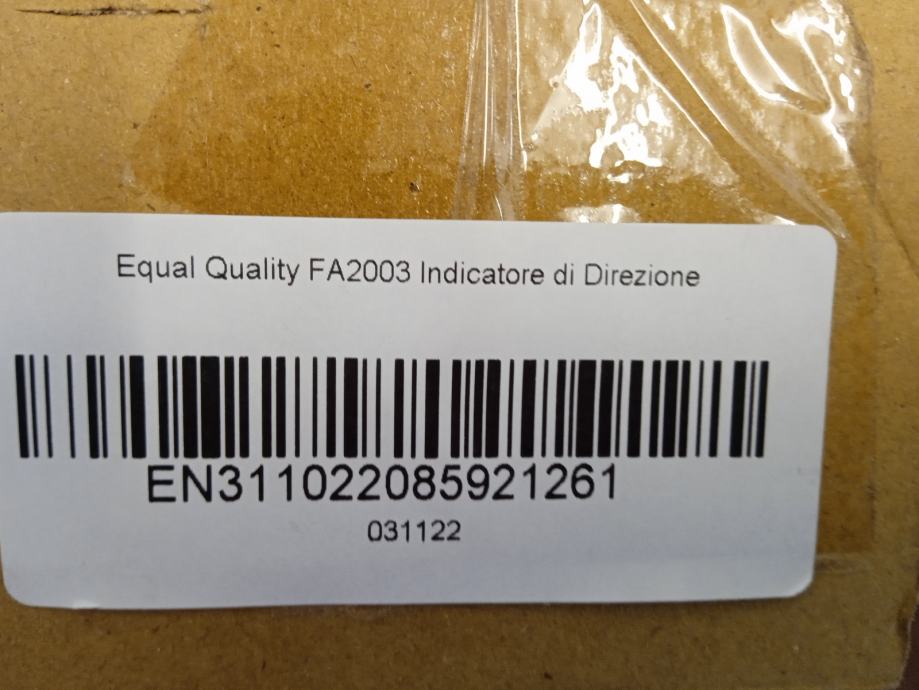 Equal Quality FA2003 Indicatore di Direzione
EN311022085921261
031122